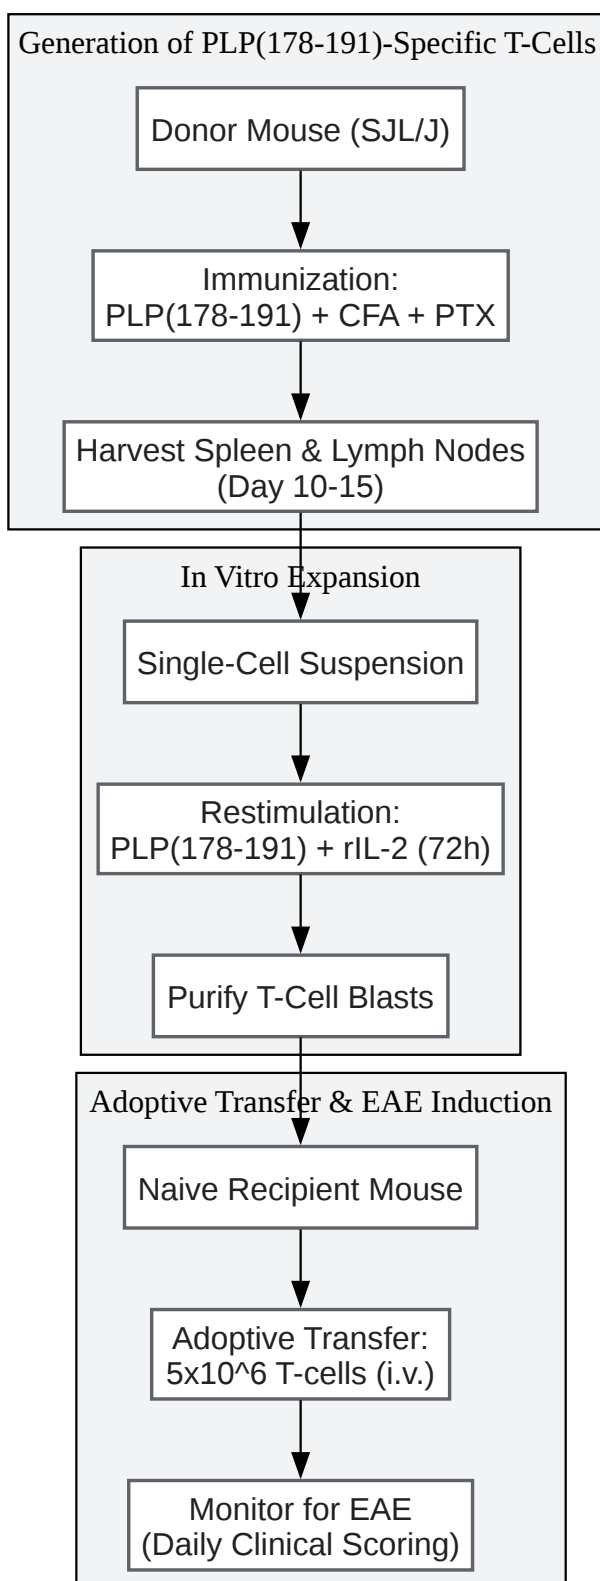 Generation of PLP(178-191)-Specific T-Cells
Donor Mouse (SJL/J)
Immunization:
PLP(178-191) + CFA + PTX
Harvest Spleen & Lymph Nodes
(Day 10-15)
In Vitro Expansion
Single-Cell Suspension
Restimulation:
PLP(178-191) + rIL-2 (72h)
Purify T-Cell Blasts
Adoptive Transfer & EAE Induction
Naive Recipient Mouse
Adoptive Transfer:
5x10^6 T-cells (i.v.)
Monitor for EAE
(Daily Clinical Scoring)